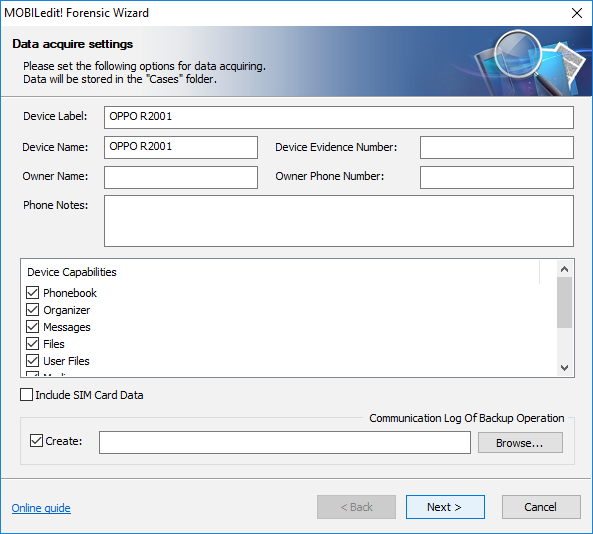 MOBILedit! Forensic Wizard
Data acquire settings
Please set the following options for data acquiring.
Data will be stored in the "Cases" folder.
Device Label: OPPO R2001
Device Name: OPPO R2001 Device Evidence Number:
Owner Name: Owner Phone Number:
Phone Notes:
Device Capabilities
Phonebook
Organizer
Messages
Files
User Files
Include SIM Card Data
Communication Log Of Backup Operation
Create: Browse...
Online guide < Back Next > Cancel